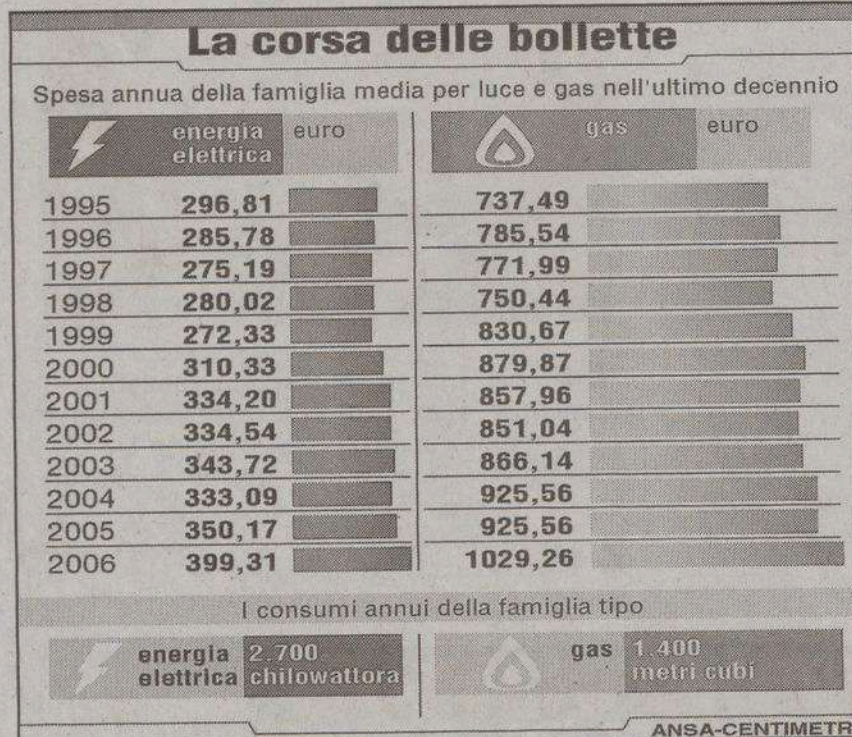 La corsa delle bollette
Spesa annua della famiglia media per luce e gas nell'ultimo decennio
energia elettrica euro gas euro
1995 296,81 737,49
1996 285,78 785,54
1997 275,19 771,99
1998 280,02 750,44
1999 272,33 830,67
2000 310,33 879,87
2001 334,20 857,96
2002 334,54 851,04
2003 343,72 866,14
2004 333,09 925,56
2005 350,17 925,56
2006 399,31 1029,26
I consumi annui della famiglia tipo
energia 2.700 gas 1.400
elettrica chilowattora metri cubi
ANSA-CENTIMETR